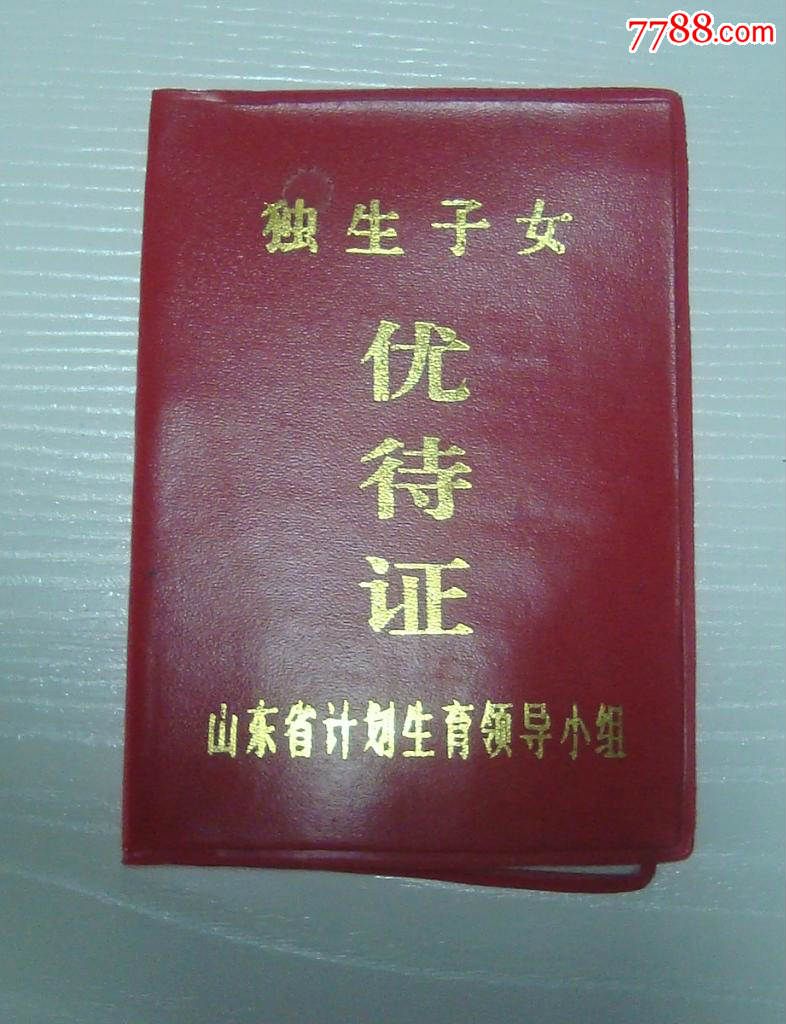 7788.com
独生子女
优
待
证
山东省计划生育领导小组